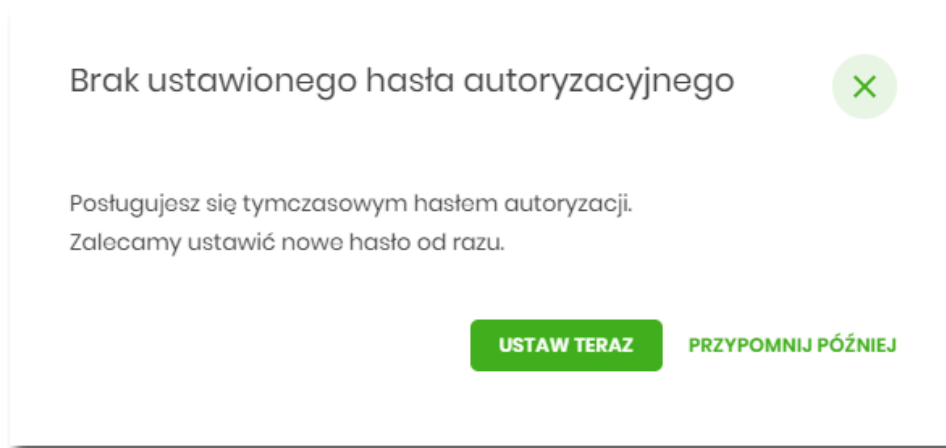 Brak ustawionego hasła autoryzacyjnego
Posługujesz się tymczasowym hasłem autoryzacji.
Zalecamy ustawić nowe hasło od razu.
USTAW TERAZ PRZYPOMNIJ PÓŹNIEJ